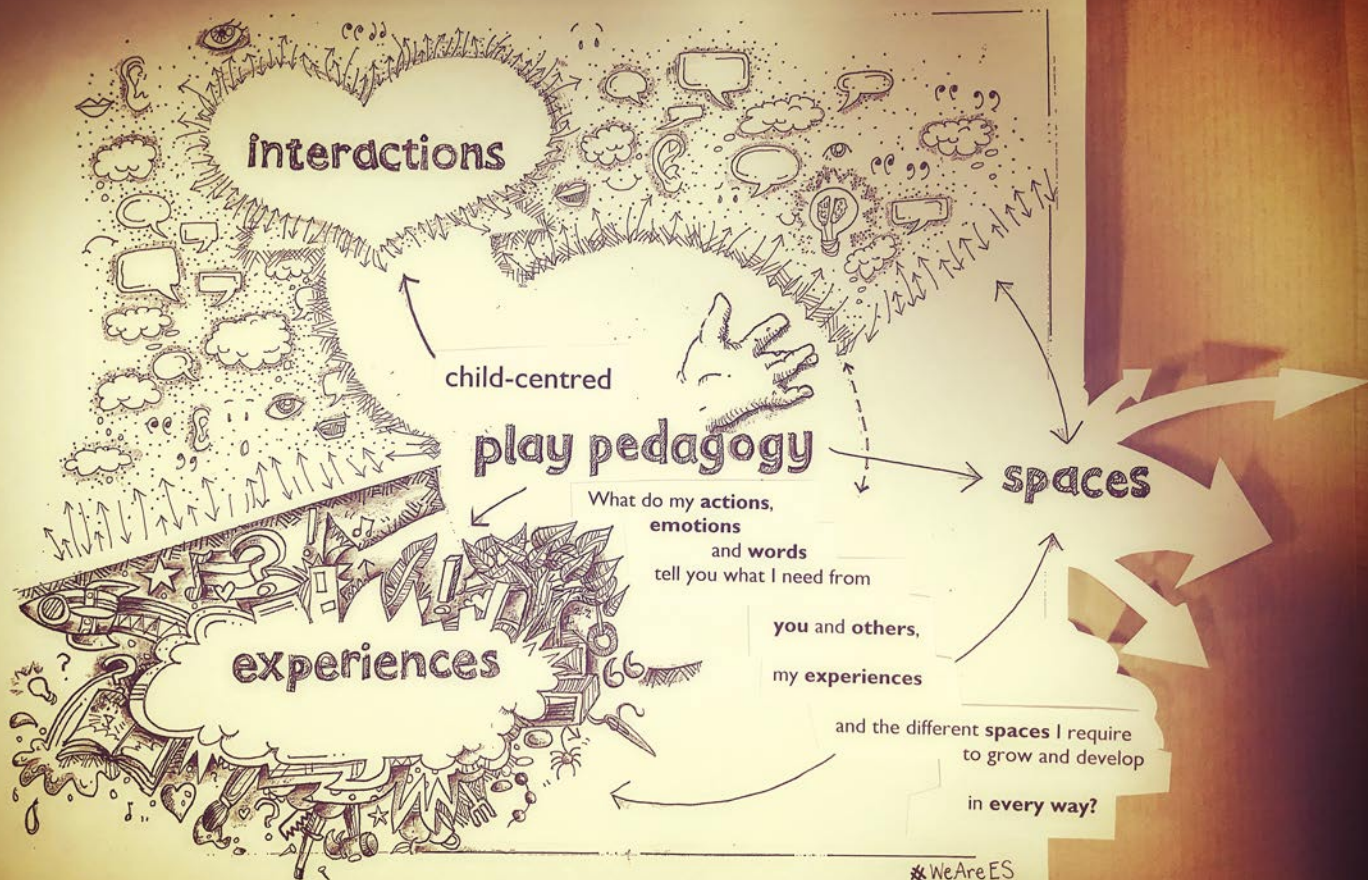 interactions
child-centred
play pedagogy
spaces
What do my actions,
emotions
and words
tell you what I need from
you and others,
my experiences
and the different spaces I require
to grow and develop
in every way?
experiences
#WeAreES